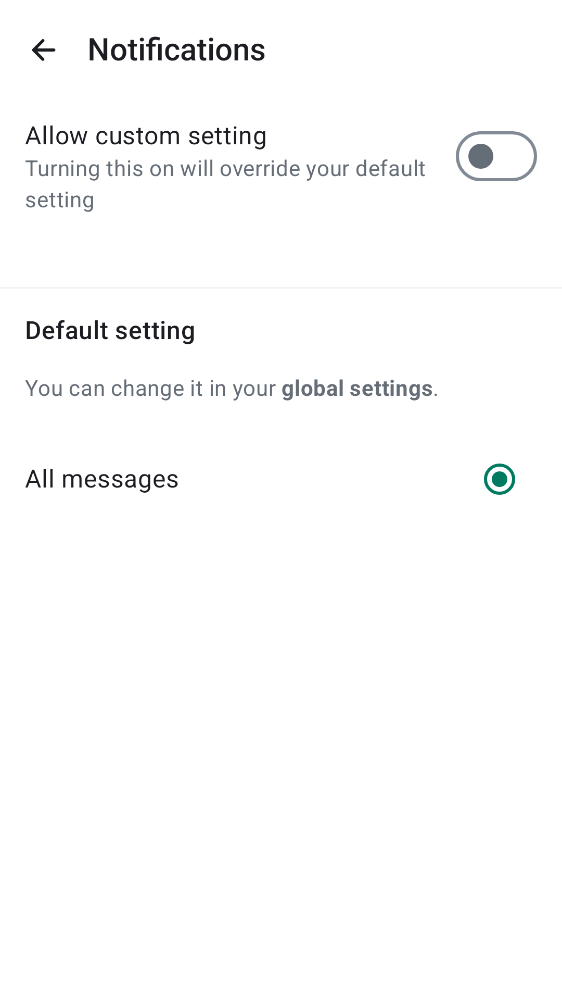 Notifications
Allow custom setting
Turning this on will override your default
setting
Default setting
You can change it in your global settings.
All messages